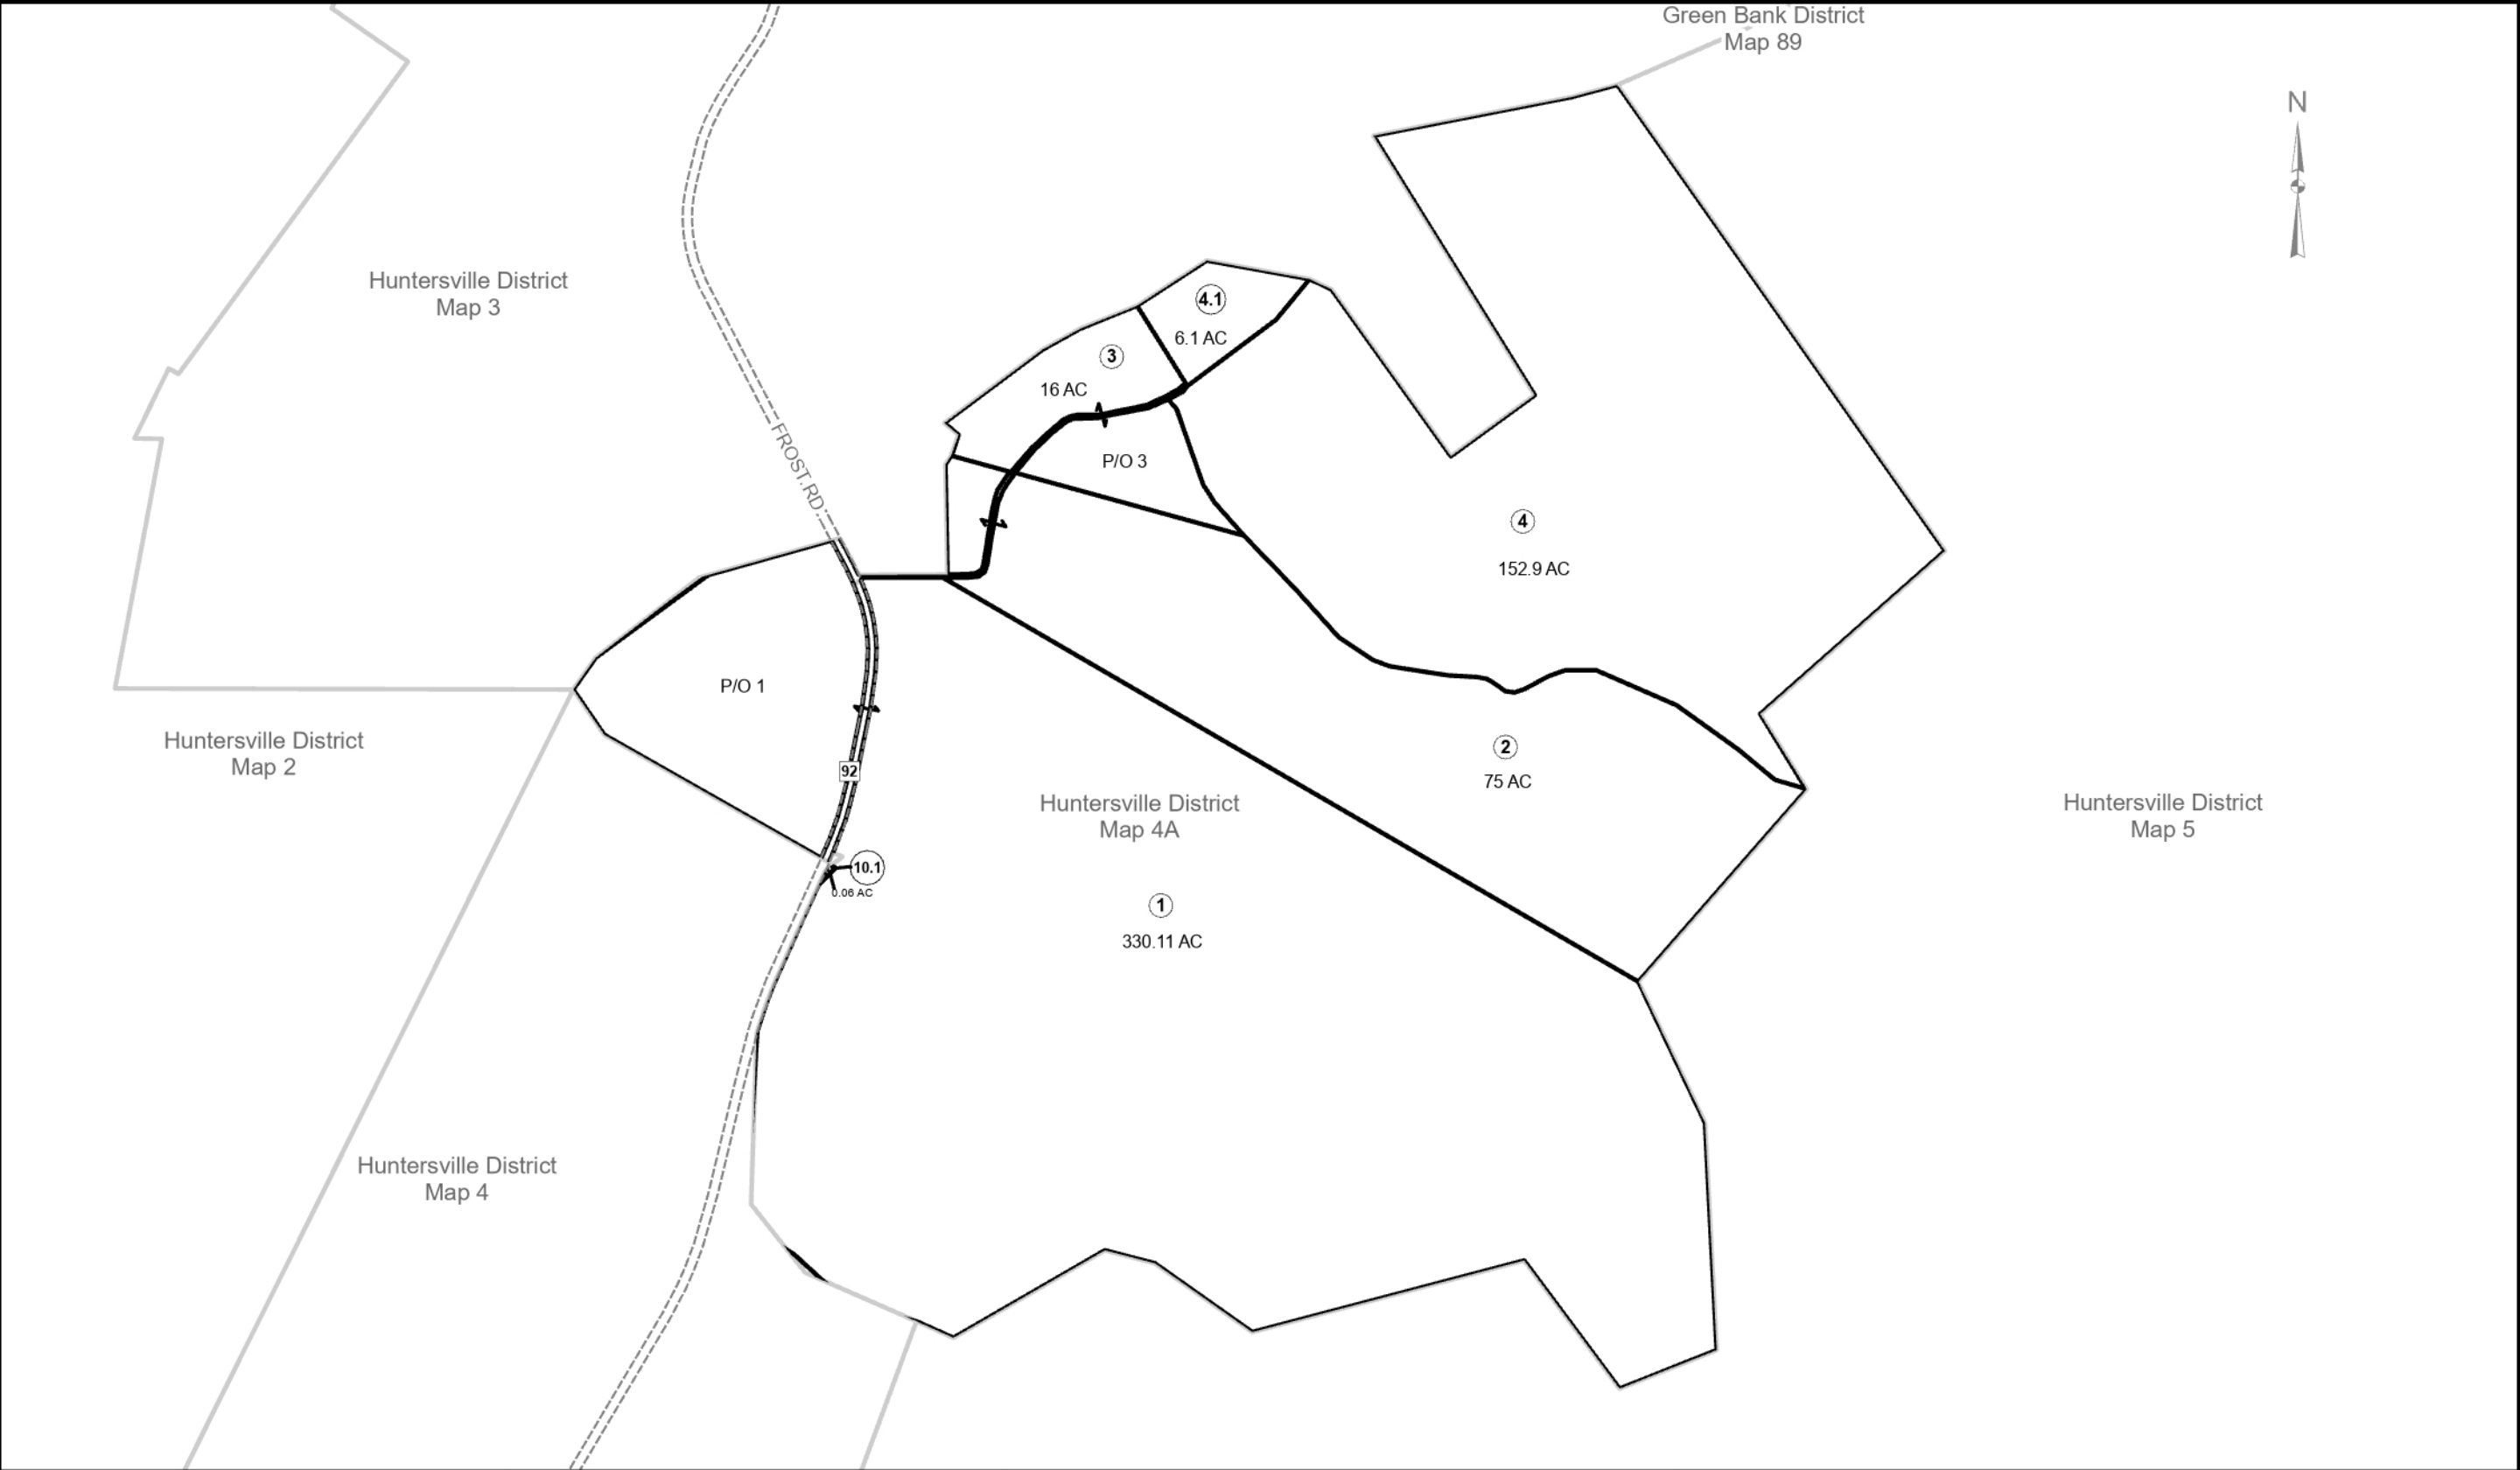 Green Bank District
Map 89
N
Huntersville District
Map 3
4.1
6.1 AC
3
16 AC
FROST RD
P/O 3
4
152.9 AC
P/O 1
Huntersville District
Map 2
2
75 AC
92
Huntersville District
Map 4A
Huntersville District
Map 5
10.1
0.06 AC
1
330.11 AC
Huntersville District
Map 4